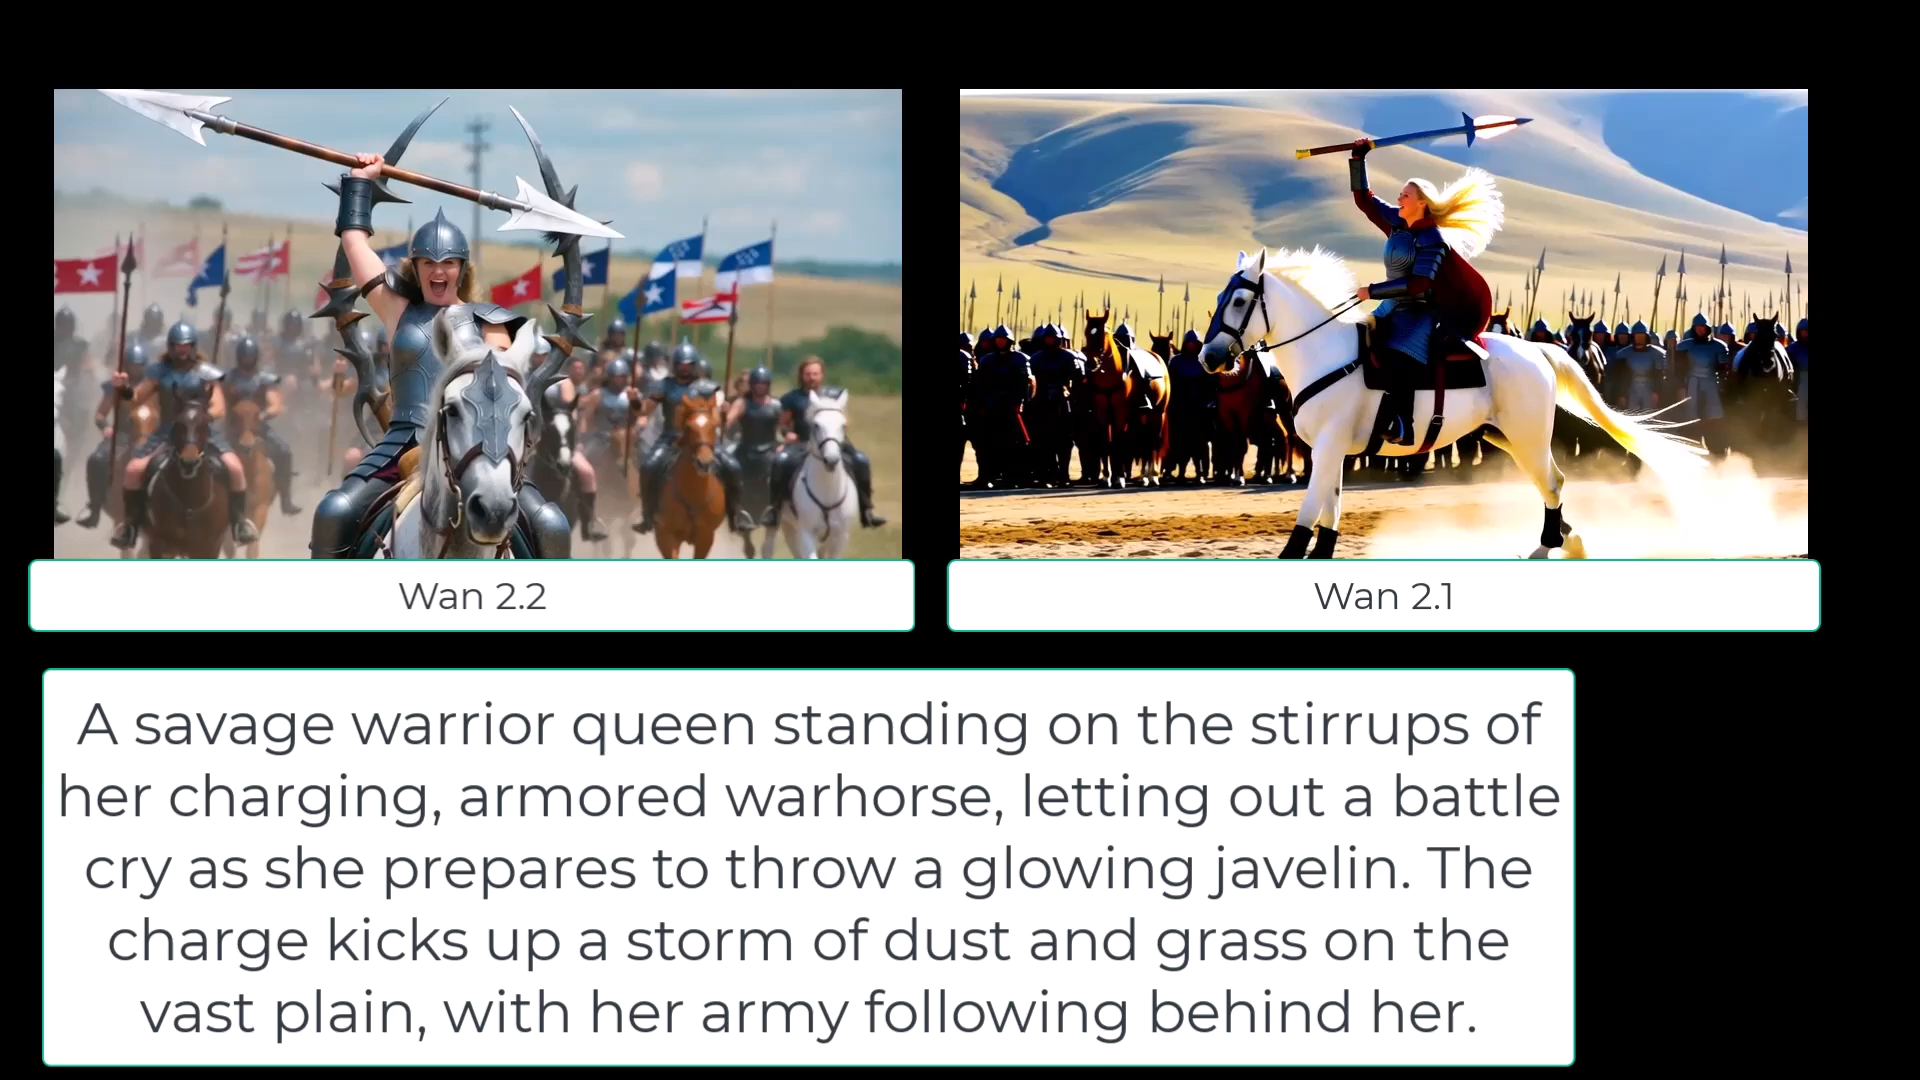 Wan 2.2
Wan 2.1
A savage warrior queen standing on the stirrups of
her charging, armored warhorse, letting out a battle
cry as she prepares to throw a glowing javelin. The
charge kicks up a storm of dust and grass on the
vast plain, with her army following behind her.